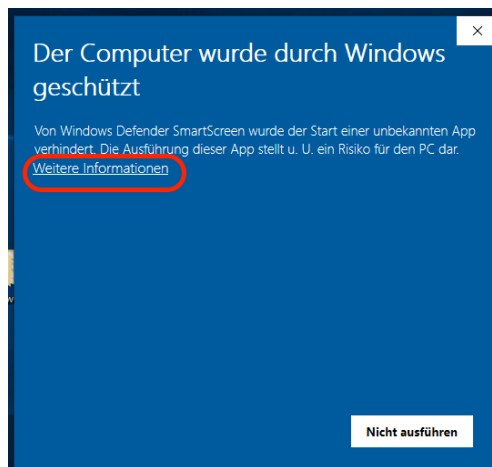 Der Computer wurde durch Windows
geschützt
Von Windows Defender SmartScreen wurde der Start einer unbekannten App
verhindert. Die Ausführung dieser App stellt u. U. ein Risiko für den PC dar.
Weitere Informationen
Nicht ausführen